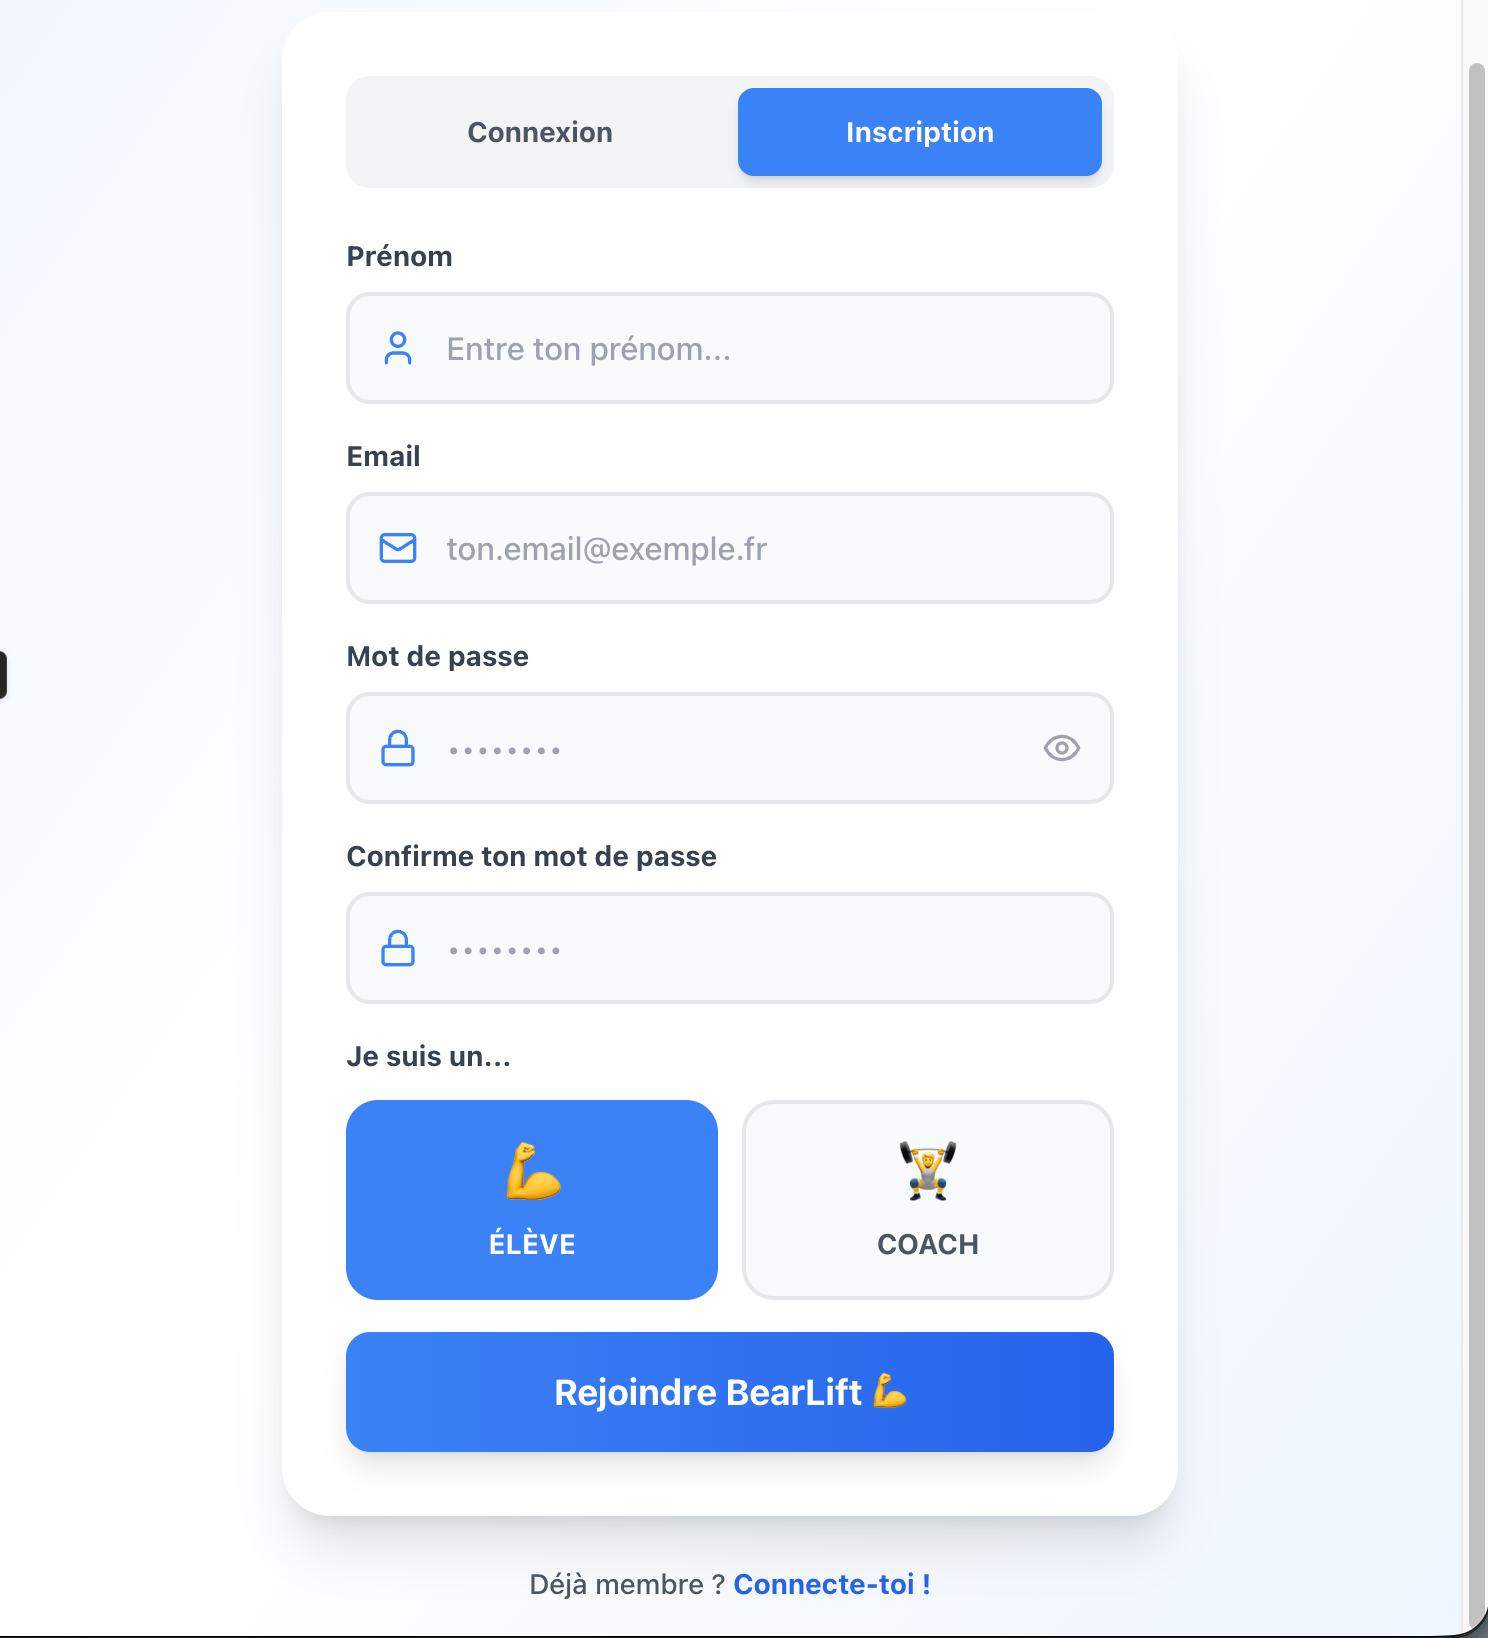 Connexion
Inscription
Prénom
Entre ton prénom...
Email
ton.email@exemple.fr
Mot de passe
••••••••
Confirme ton mot de passe
••••••••
Je suis un...
ÉLÈVE
COACH
Rejoindre BearLift 💪
Déjà membre ? Connecte-toi !